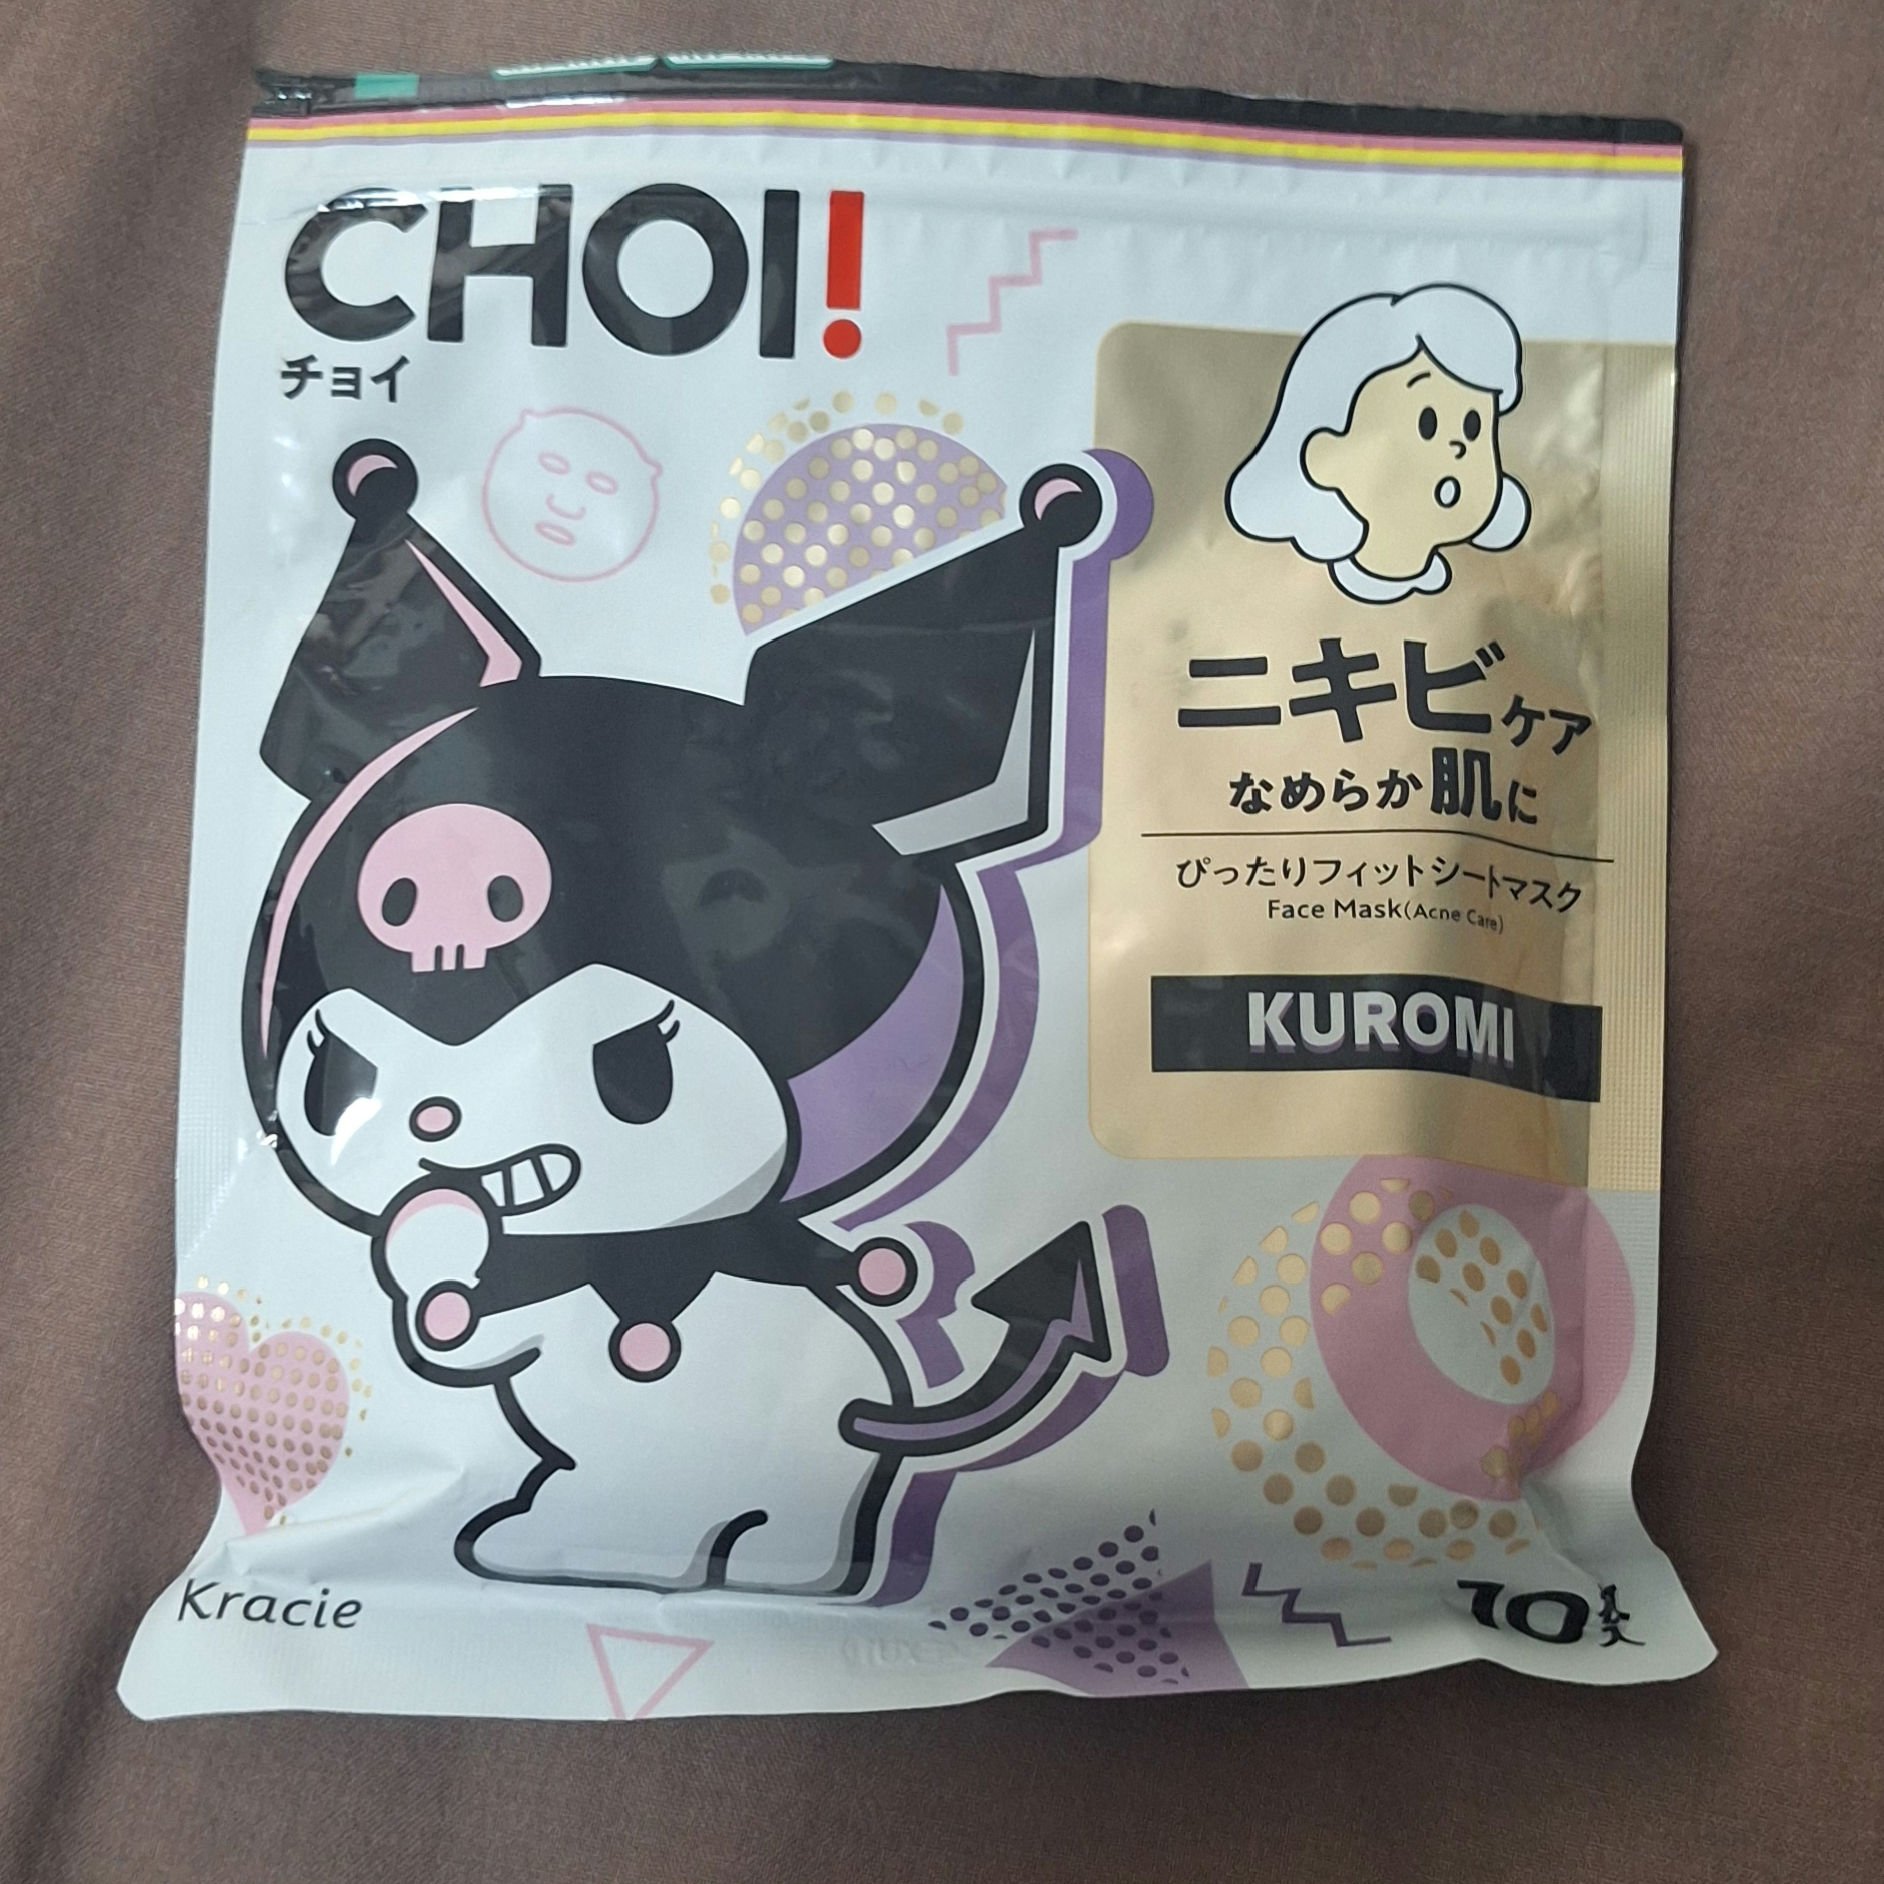 CHOI!
チョイ
ニキビケア
なめらか肌に
ぴったりフィットシートマスク
Face Mask(Acne Care)
KUROMI
Kracie
10枚入